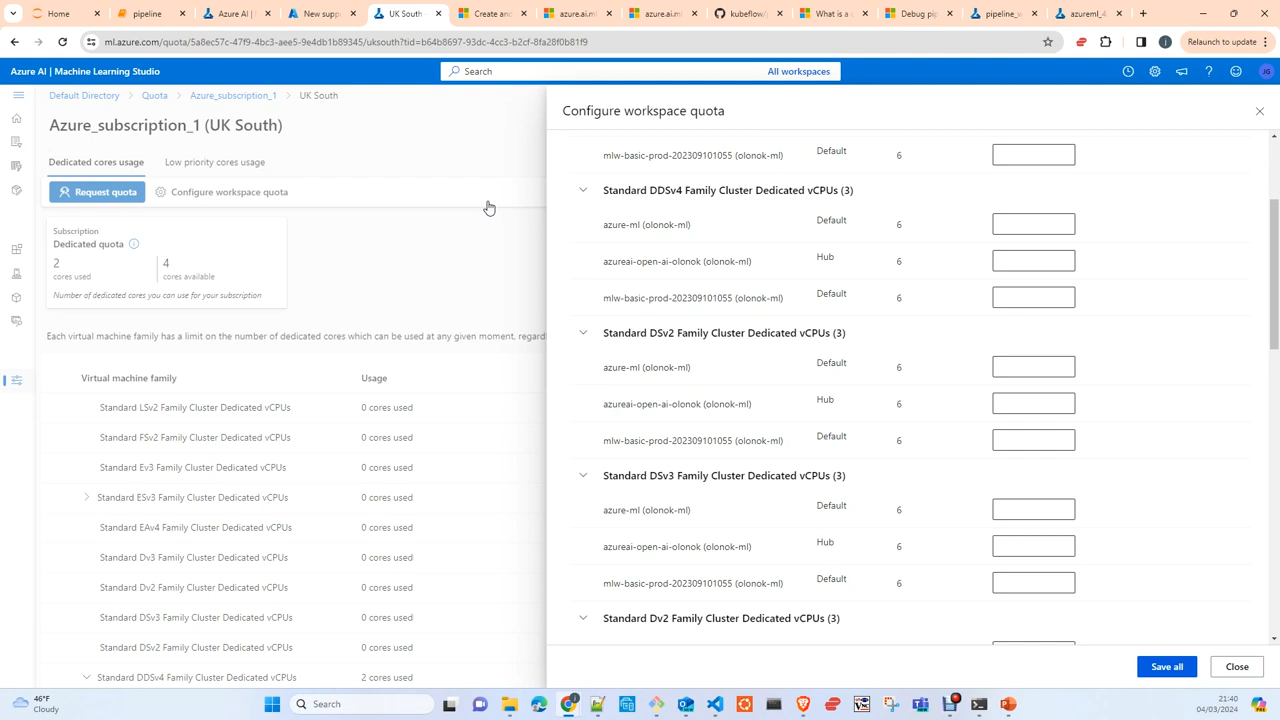 pipeline
Azure AI |
New suppo
UK South -
Create and
azure.ai.ml
azure.ai.ml
kubeflow/p
What is a c
Debug pip
pipeline_w
azureml_4
ml.azure.com/quota/5a8ec57c-47f9-4bc3-aee5-9e4db1b89345/uksouth?tid=b64b8697-93dc-4cc3-b2cf-8fa28f0b81f9
Relaunch to update
Azure AI | Machine Learning Studio
Search
All workspaces
JG
Default Directory
Quota
Azure_subscription_1
UK South
Azure_subscription_1 (UK South)
Dedicated cores usage
Low priority cores usage
Request quota
Configure workspace quota
Subscription
Dedicated quota
2
4
cores used
cores available
Number of dedicated cores you can use for your subscription
Each virtual machine family has a limit on the number of dedicated cores which can be used at any given moment, regard
Virtual machine family
Usage
Standard LSv2 Family Cluster Dedicated vCPUs
0 cores used
Standard FSv2 Family Cluster Dedicated vCPUs
0 cores used
Standard Ev3 Family Cluster Dedicated vCPUs
0 cores used
Standard ESv3 Family Cluster Dedicated vCPUs
0 cores used
Standard EAv4 Family Cluster Dedicated vCPUs
0 cores used
Standard Dv3 Family Cluster Dedicated vCPUs
0 cores used
Standard Dv2 Family Cluster Dedicated vCPUs
0 cores used
Standard DSv3 Family Cluster Dedicated vCPUs
0 cores used
Standard DSv2 Family Cluster Dedicated vCPUs
0 cores used
Standard DDSv4 Family Cluster Dedicated vCPUs
2 cores used
Configure workspace quota
mlw-basic-prod-202309101055 (olonok-ml)
Default
6
Standard DDSv4 Family Cluster Dedicated vCPUs (3)
azure-ml (olonok-ml)
Default
6
azureai-open-ai-olonok (olonok-ml)
Hub
6
mlw-basic-prod-202309101055 (olonok-ml)
Default
6
Standard DSv2 Family Cluster Dedicated vCPUs (3)
azure-ml (olonok-ml)
Default
6
azureai-open-ai-olonok (olonok-ml)
Hub
6
mlw-basic-prod-202309101055 (olonok-ml)
Default
6
Standard DSv3 Family Cluster Dedicated vCPUs (3)
azure-ml (olonok-ml)
Default
6
azureai-open-ai-olonok (olonok-ml)
Hub
6
mlw-basic-prod-202309101055 (olonok-ml)
Default
6
Standard Dv2 Family Cluster Dedicated vCPUs (3)
Save all
Close
46°F
Cloudy
Search
21:40
04/03/2024